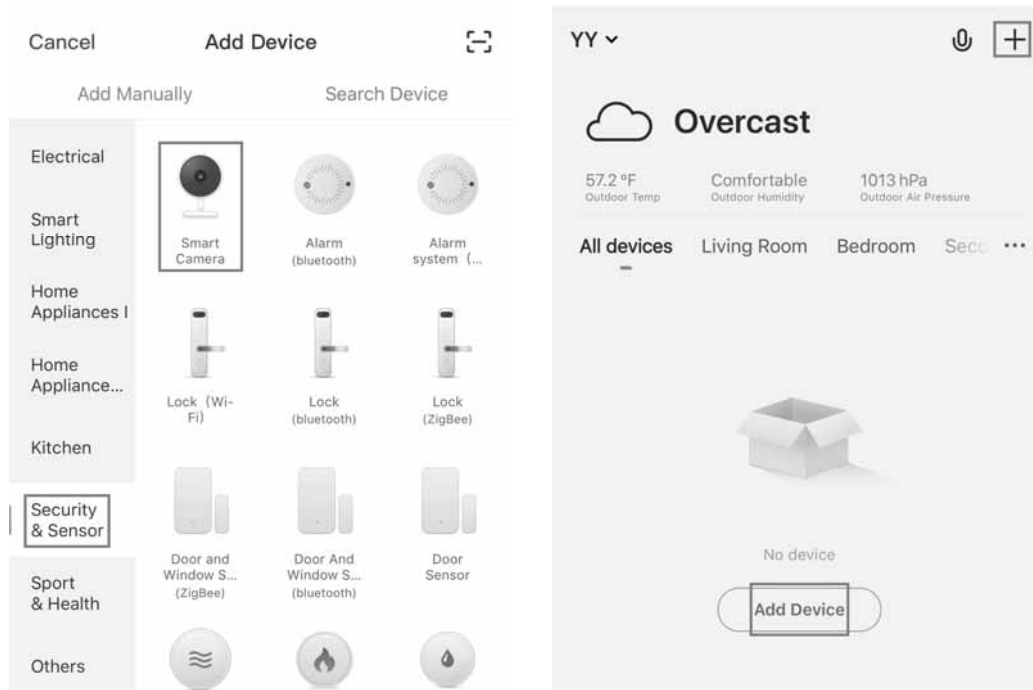 Cancel
Add Device
Add Manually
Search Device
Electrical
Smart
Lighting
Home
Appliances I
Home
Appliance...
Kitchen
Security
& Sensor
Sport
& Health
Others
Smart
Camera
Alarm
(bluetooth)
Alarm
system (...
Lock (Wi-
Fi)
Lock
(bluetooth)
Lock
(ZigBee)
Door and
Window S...
(ZigBee)
Door And
Window S...
(bluetooth)
Door
Sensor
YY
Overcast
57.2 °F
Outdoor Temp
Comfortable
Outdoor Humidity
1013 hPa
Outdoor Air Pressure
All devices
Living Room
Bedroom
Seco
No device
Add Device